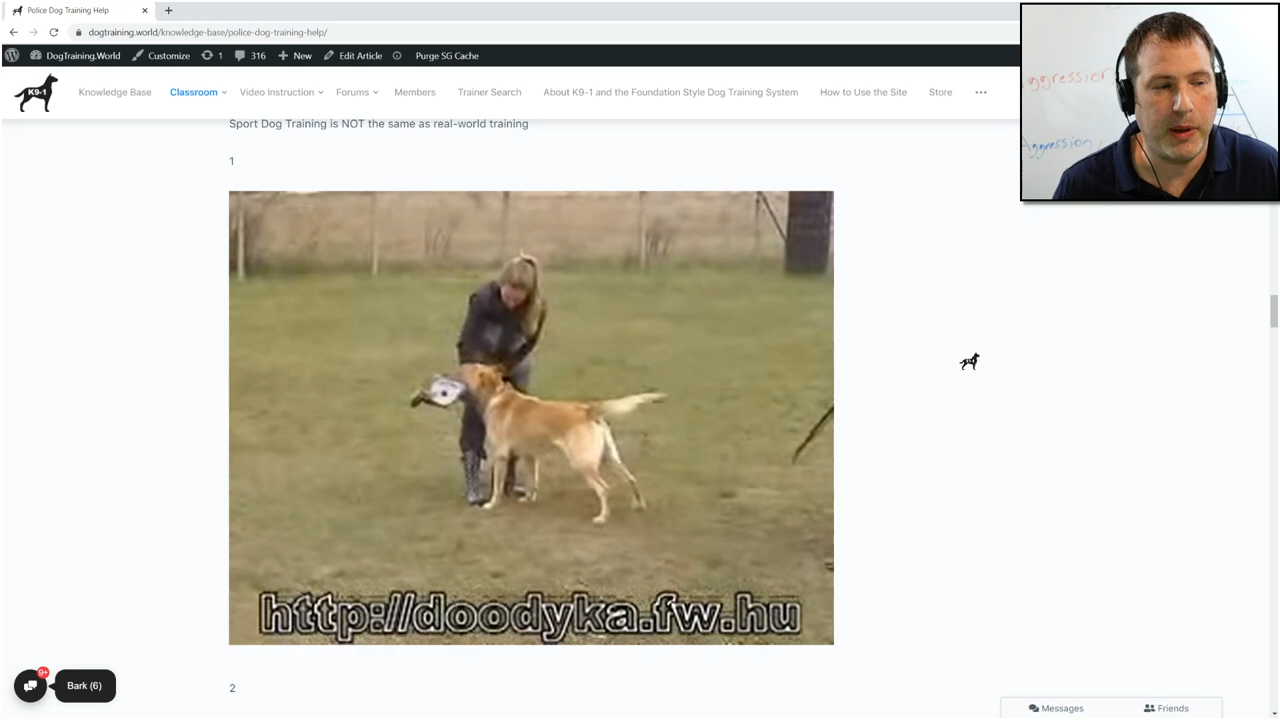 Police Dog Training Help
dogtraining.world/knowledge-base/police-dog-training-help/
DogTraining.World Customize 1 316 New Edit Article Purge SG Cache
K9-1 Knowledge Base Classroom Video Instruction Forums Members Trainer Search About K9-1 and the Foundation Style Dog Training System How to Use the Site Store
ggression
Aggression
Sport Dog Training is NOT the same as real-world training
1
http://doodyka.fw.hu
9+
Bark (6)
2
Messages Friends